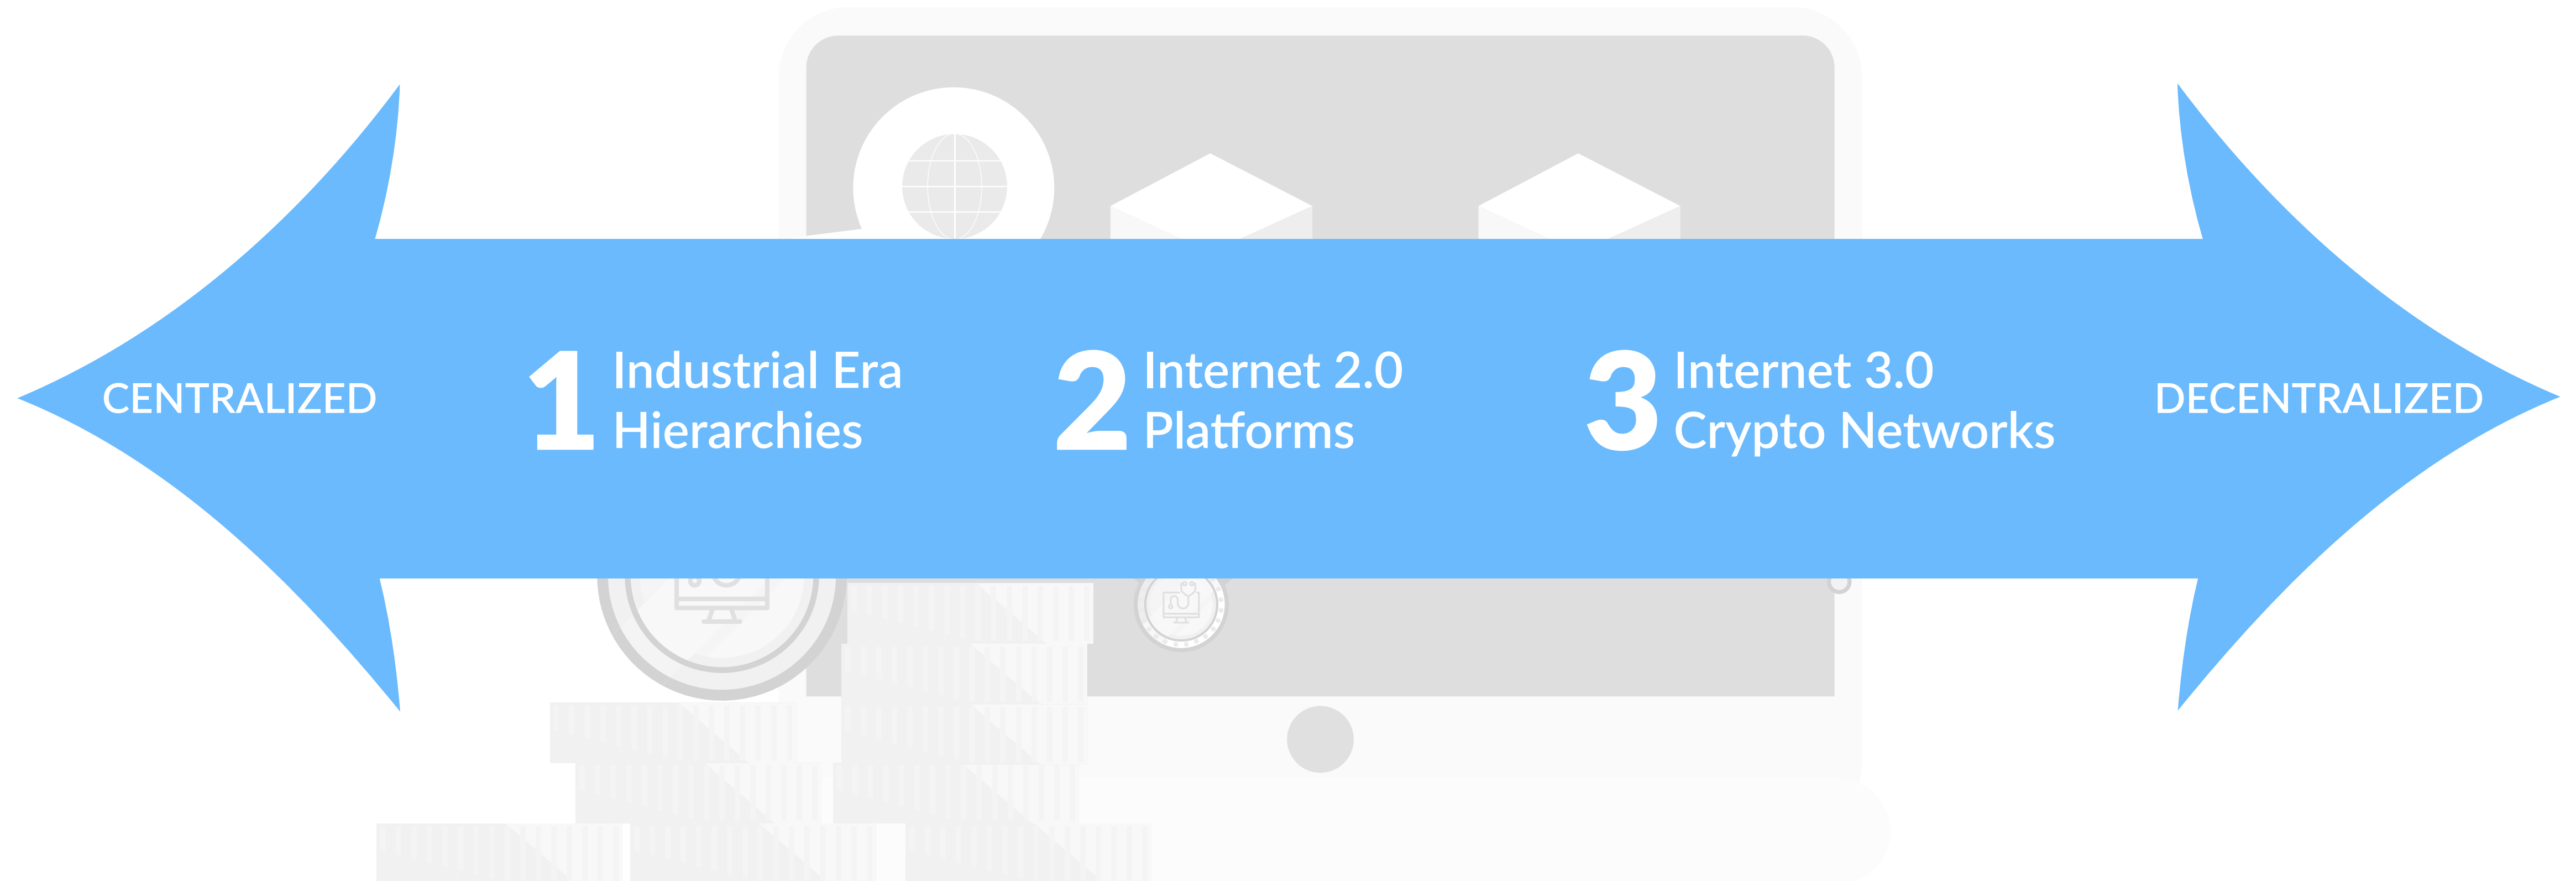 CENTRALIZED
1 Industrial Era
Hierarchies
2 Internet 2.0
Platforms
3 Internet 3.0
Crypto Networks
DECENTRALIZED